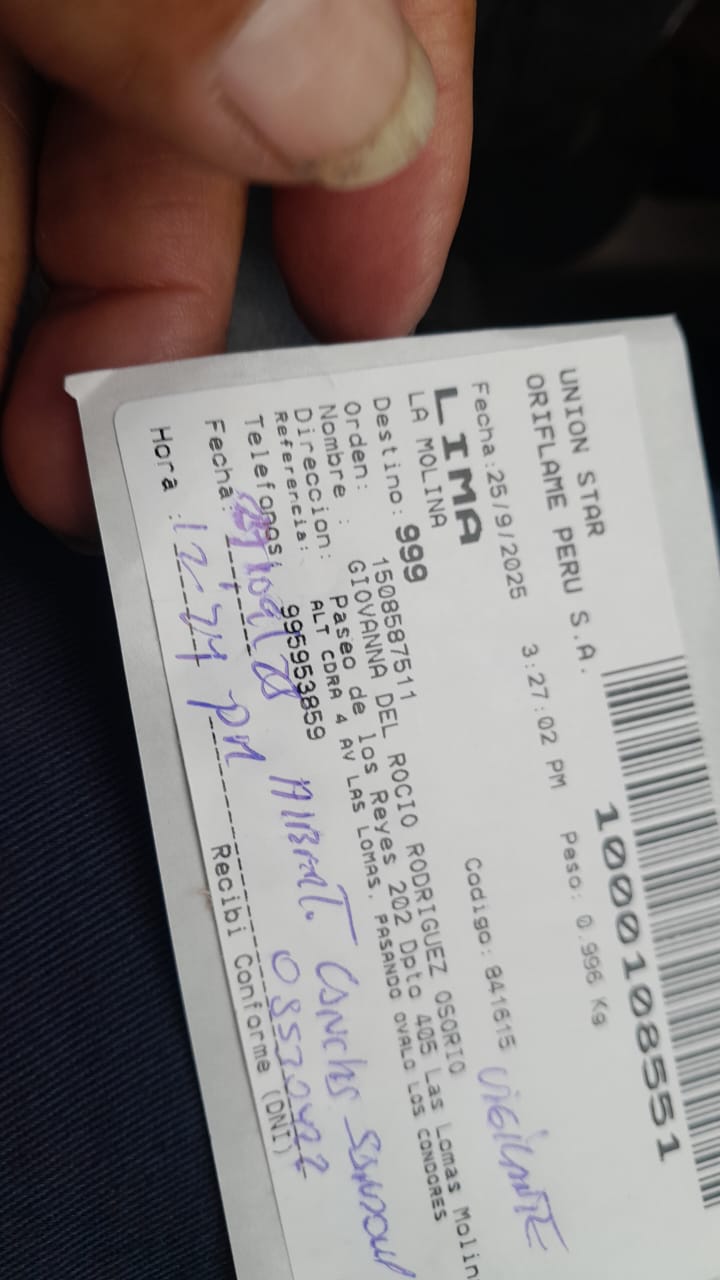 UNION STAR
ORIFLAME PERU S.A.
1000108551
Fecha:25/9/2025 3:27:02 PM Peso: 0.996 Kg
LIMA
LA MOLINA Codigo: 841615 VIGILANTE
Destino: 999
Orden: 1508587511
Nombre : GIOVANNA DEL ROCIO RODRIGUEZ OSORIO
Direccion: Paseo de los Reyes 202 Dpto 405 Las Lomas Molin
Referencia: ALT CDRA 4 AV LAS LOMAS. PASANDO OVALO LOS CONDORES
Telefonos: 995953859
Fecha:
Hora : PM Recibi Conforme (DNI)